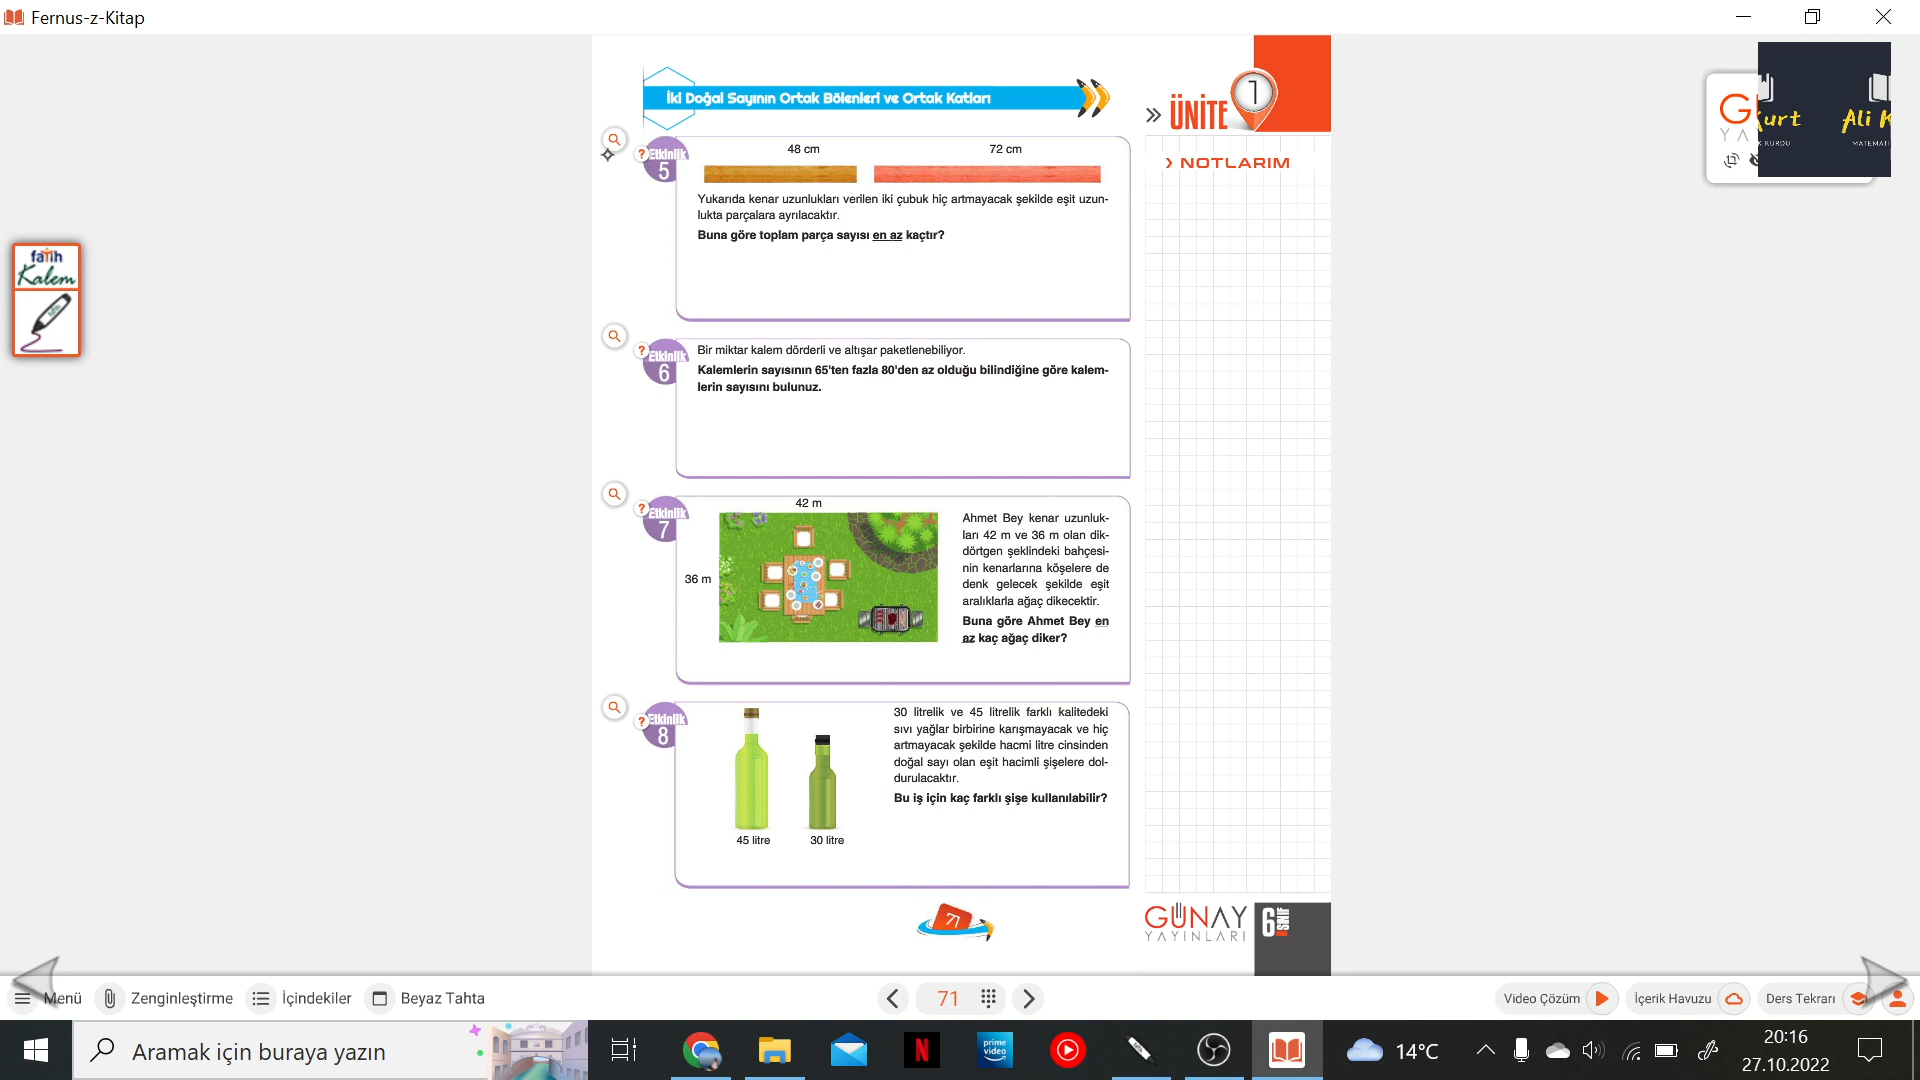 Fernus-z-Kitap
İki Doğal Sayının Ortak Bölenleri ve Ortak Katları
ÜNİTE
1
NOTLARIM
Etkinlik
5
48 cm
72 cm
Yukarıda kenar uzunlukları verilen iki çubuk hiç artmayacak şekilde eşit uzun-
lukta parçalara ayrılacaktır.
Buna göre toplam parça sayısı en az kaçtır?
Etkinlik
6
Bir miktar kalem dörderli ve altışar paketlenebiliyor.
Kalemlerin sayısının 65'ten fazla 80'den az olduğu bilindiğine göre kalem-
lerin sayısını bulunuz.
Etkinlik
7
42 m
36 m
Ahmet Bey kenar uzunluk-
ları 42 m ve 36 m olan dik-
dörtgen şeklindeki bahçesi-
nin kenarlarına köşelere de
denk gelecek şekilde eşit
aralıklarla ağaç dikecektir.
Buna göre Ahmet Bey en
az kaç ağaç diker?
Etkinlik
8
30 litrelik ve 45 litrelik farklı kalitedeki
sıvı yağlar birbirine karışmayacak ve hiç
artmayacak şekilde hacmi litre cinsinden
doğal sayı olan eşit hacimli şişelere dol-
durulacaktır.
Bu iş için kaç farklı şişe kullanılabilir?
45 litre
30 litre
71
GÜNAY
YAYINLARI
6. SINIF
fatih
Kalem
G
YA
urt
KURDU
Ali K
MATEMATİ
Menü
Zenginleştirme
İçindekiler
Beyaz Tahta
71
Video Çözüm
İçerik Havuzu
Ders Tekrarı
Aramak için buraya yazın
prime
video
14°C
20:16
27.10.2022